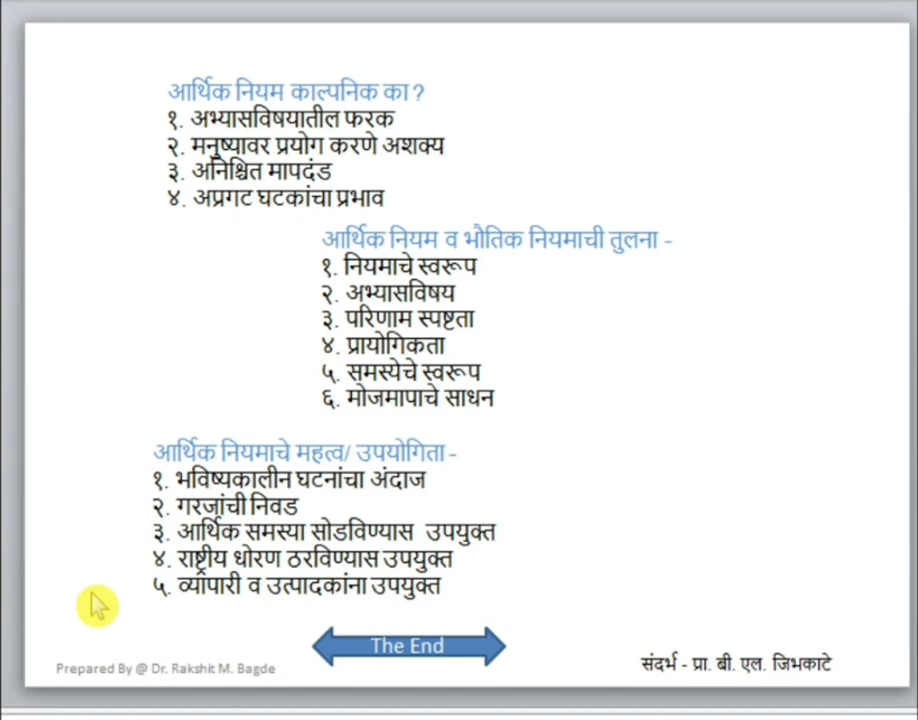 आर्थिक नियम काल्पनिक का ?
१. अभ्यासविषयातील फरक
२. मनुष्यावर प्रयोग करणे अशक्य
३. अनिश्चित मापदंड
४. अप्रगट घटकांचा प्रभाव
आर्थिक नियम व भौतिक नियमाची तुलना -
१. नियमाचे स्वरूप
२. अभ्यासविषय
३. परिणाम स्पष्टता
४. प्रायोगिकता
५. समस्येचे स्वरूप
६. मोजमापाचे साधन
आर्थिक नियमाचे महत्व/ उपयोगिता -
१. भविष्यकालीन घटनांचा अंदाज
२. गरजांची निवड
३. आर्थिक समस्या सोडविण्यास उपयुक्त
४. राष्ट्रीय धोरण ठरविण्यास उपयुक्त
५. व्यापारी व उत्पादकांना उपयुक्त
The End
Prepared By @ Dr. Rakshit M. Bagde
संदर्भ - प्रा. बी. एल. जिभकाटे